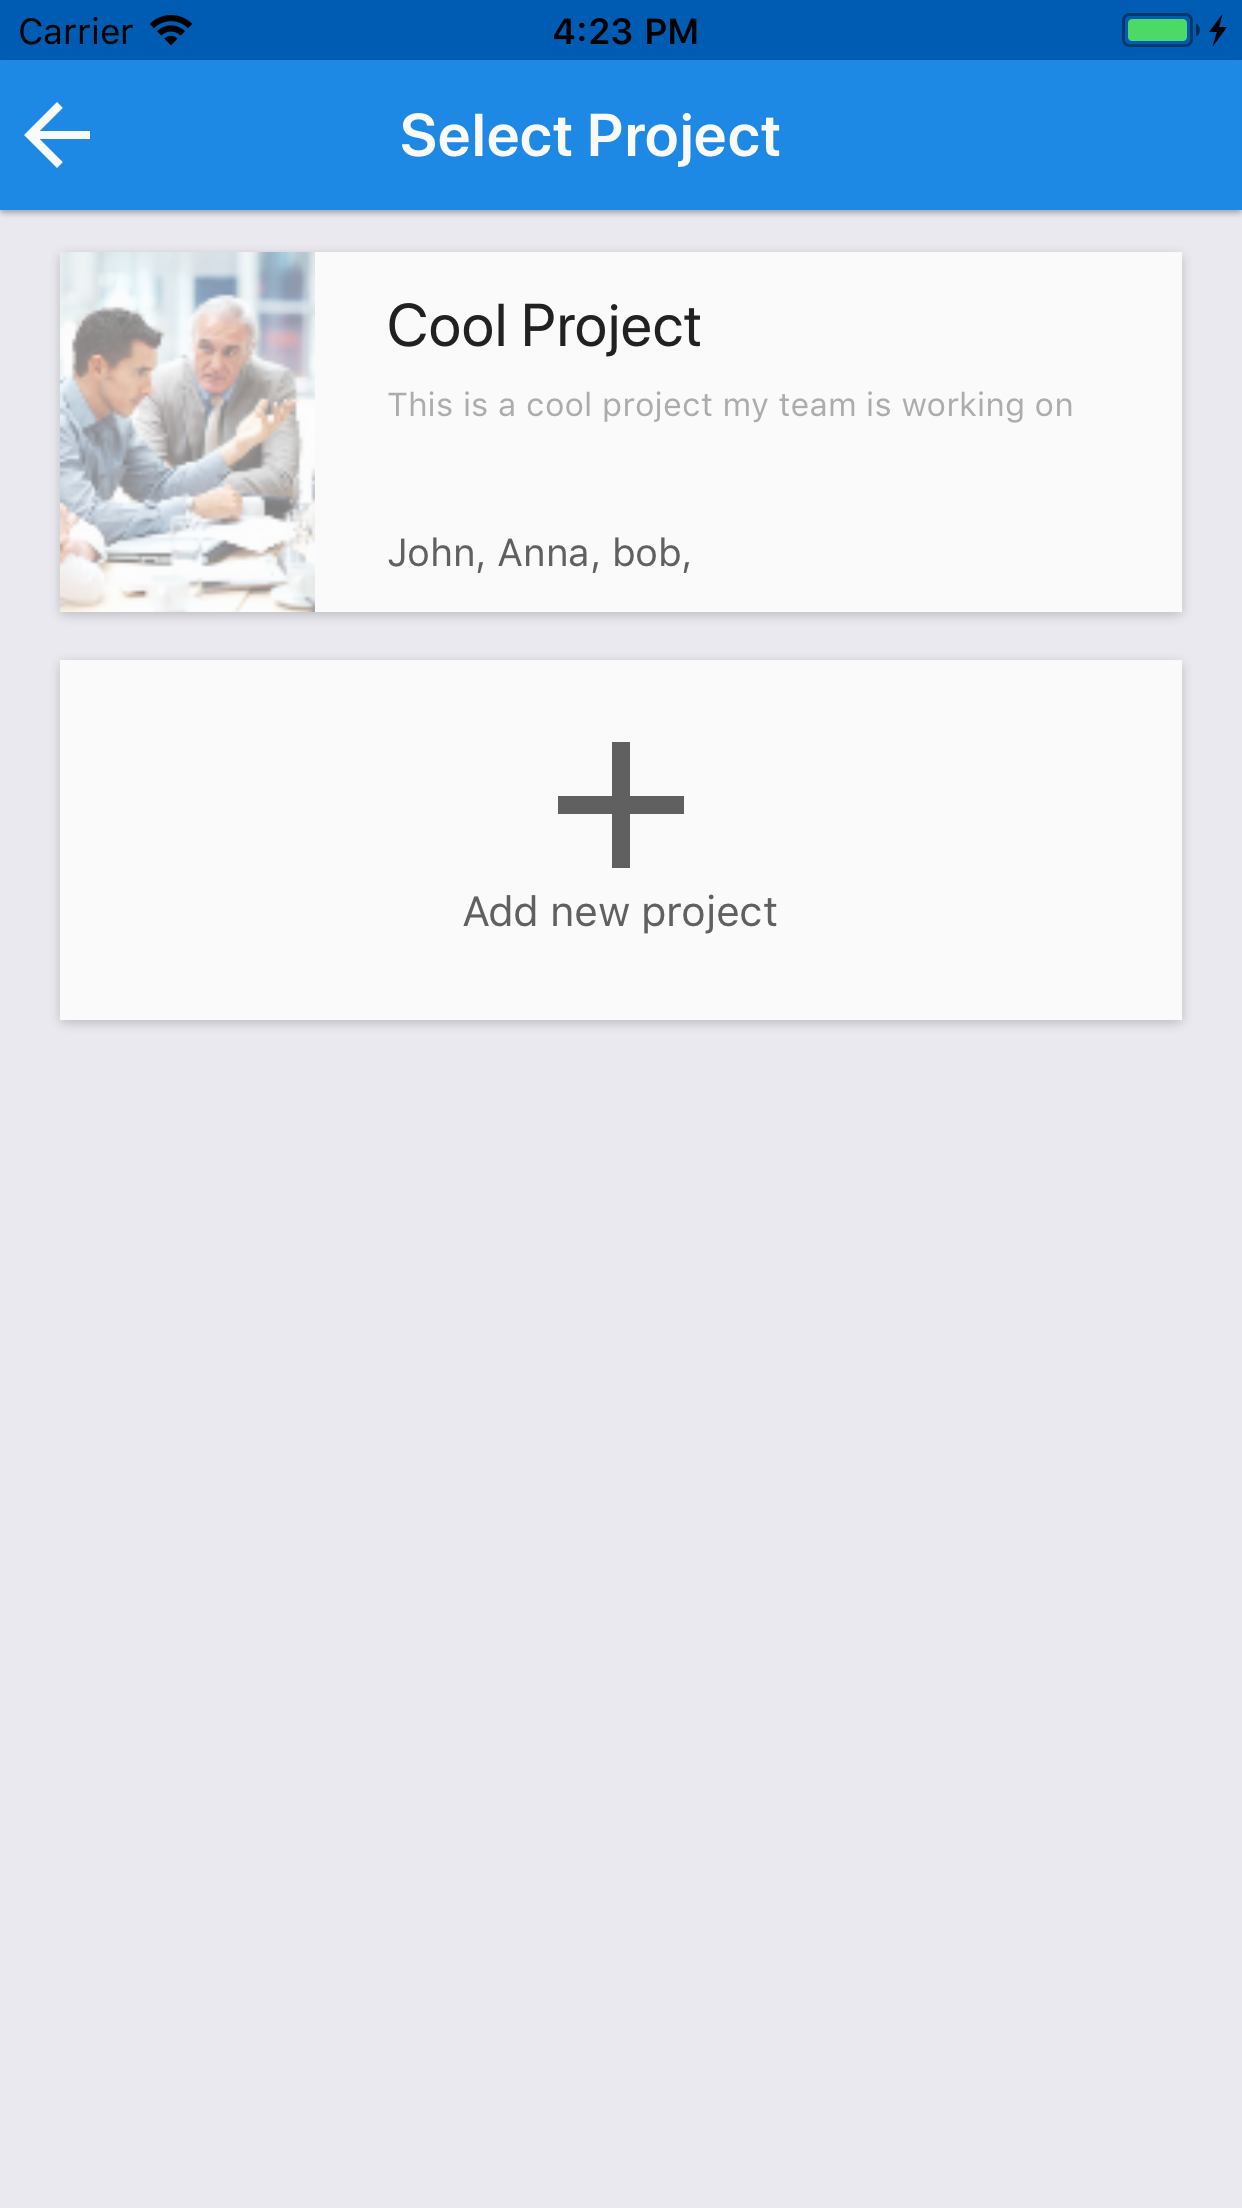 Carrier 4:23 PM
Select Project
Cool Project
This is a cool project my team is working on
John, Anna, bob,
Add new project